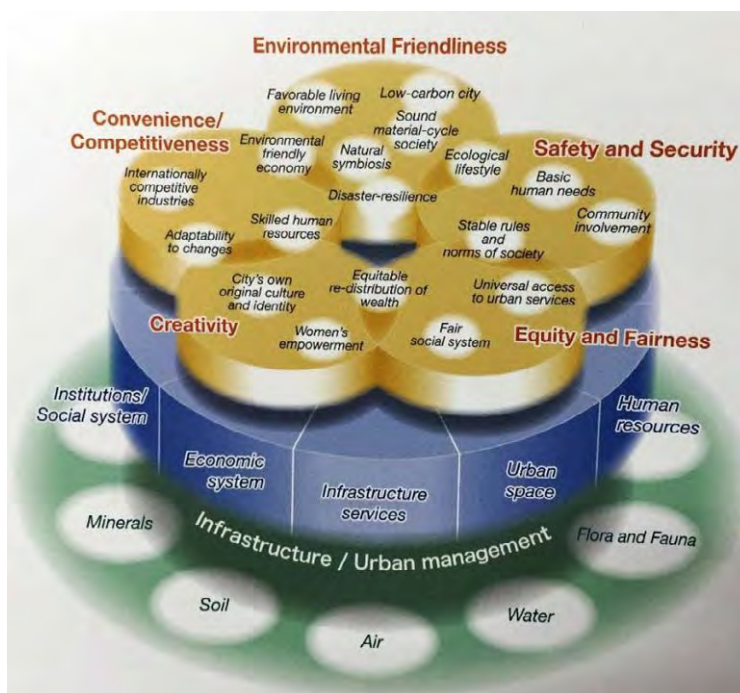 Environmental Friendliness
Favorable living
environment
Low-carbon city
Sound
material-cycle
society
Convenience/
Competitiveness
Environmental
friendly
economy
Natural
symbiosis
Ecological
lifestyle
Safety and Security
Internationally
competitive
industries
Disaster-resilience
Basic
human needs
Community
involvement
Adaptability
to changes
Skilled human
resources
Stable rules
and
norms of society
City's own
original culture
and identity
Equitable
re-distribution of
wealth
Universal access
to urban services
Creativity
Women's
empowerment
Fair
social system
Equity and Fairness
Institutions/
Social system
Economic
system
Infrastructure
services
Urban
space
Human
resources
Minerals
Infrastructure / Urban management
Flora and Fauna
Soil
Air
Water